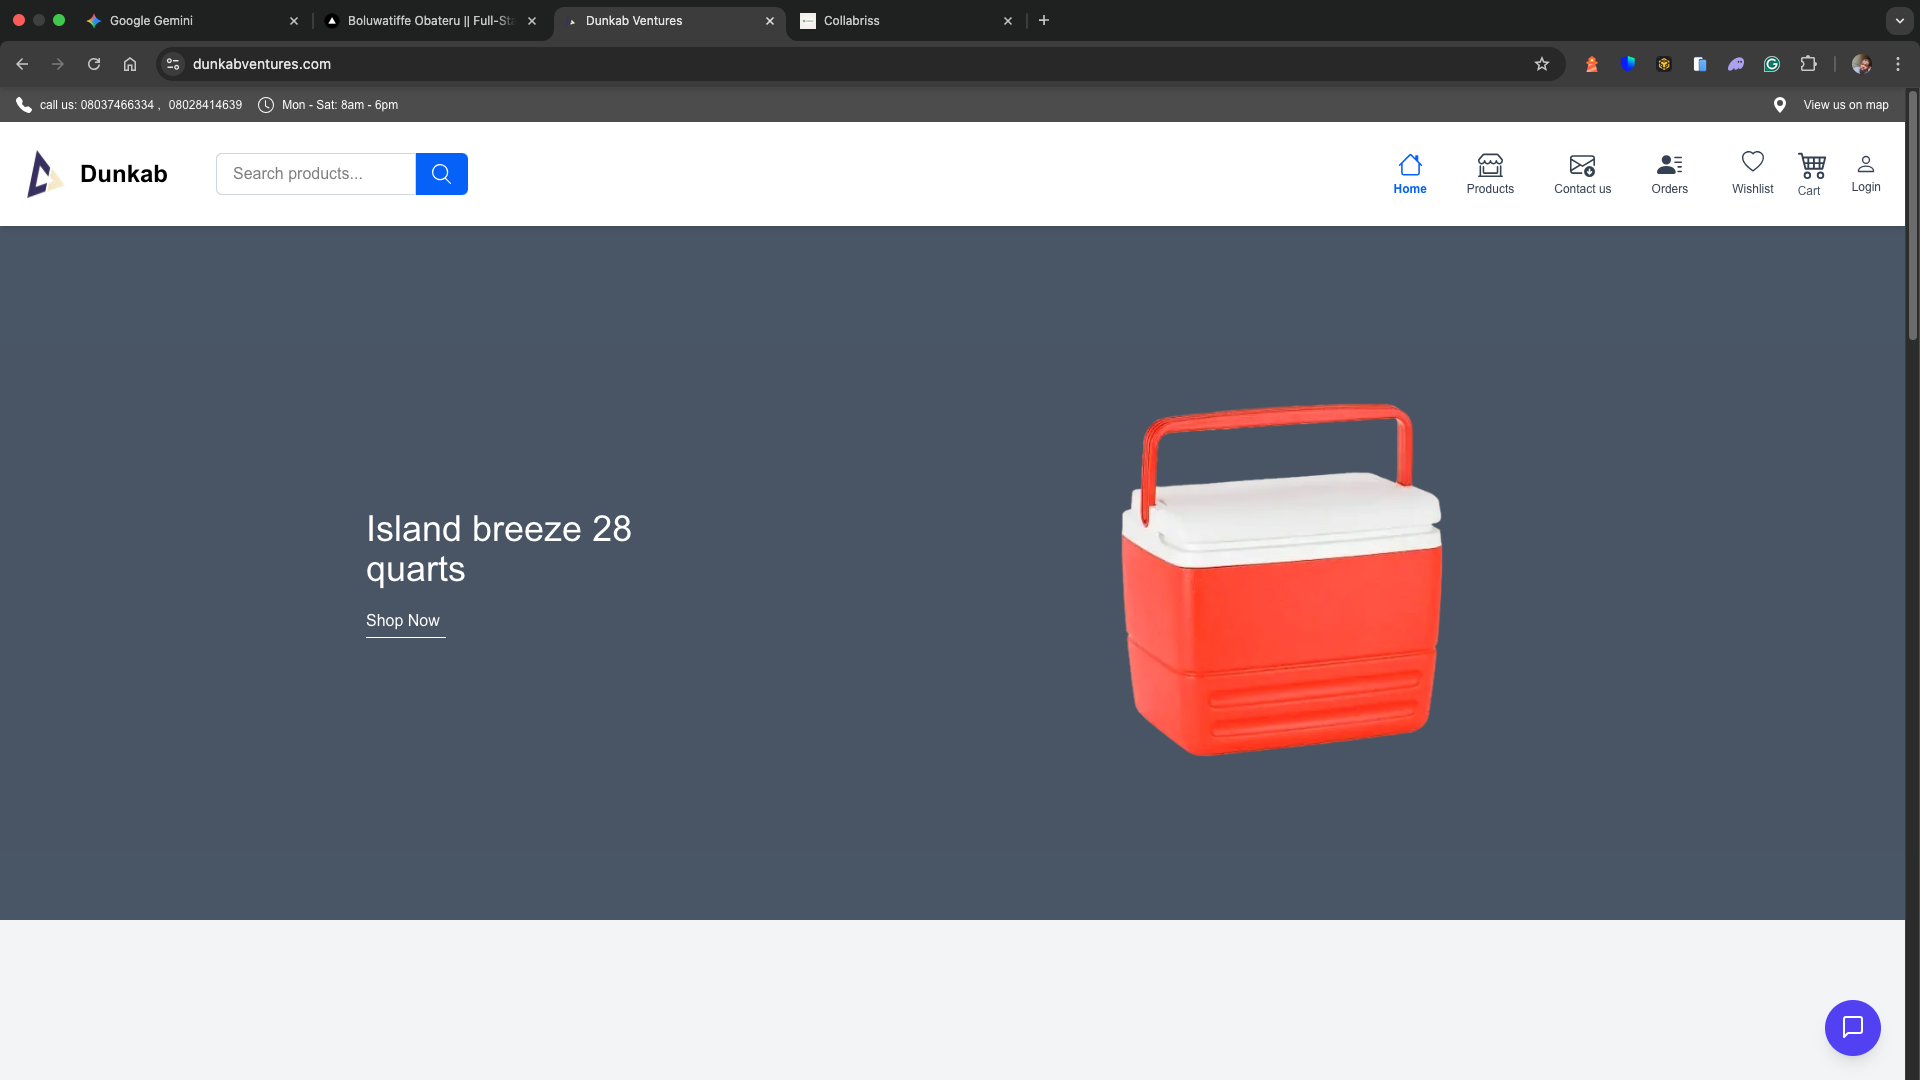 Google Gemini
Boluwatiffe Obateru || Full-Sta
Dunkab Ventures
Collabriss
dunkabventures.com
call us: 08037466334 , 08028414639
Mon - Sat: 8am - 6pm
View us on map
Dunkab
Search products...
Home
Products
Contact us
Orders
Wishlist
Cart
Login
Island breeze 28
quarts
Shop Now